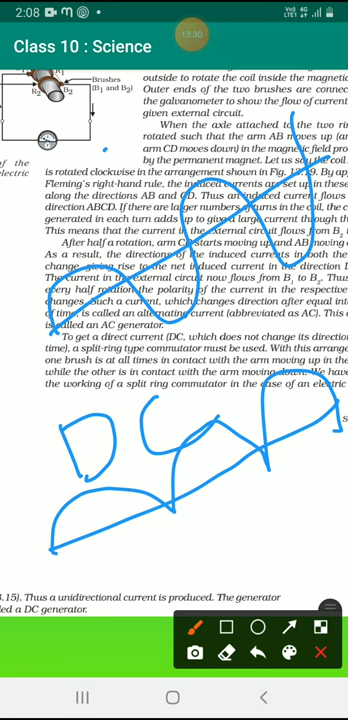 2:08
Vo)) 4G
LTE1
13:30
Class 10 : Science
R1
Brushes
R2 B2 (B1 and B2)
of the
electric
outside to rotate the coil inside the magnetic
Outer ends of the two brushes are connec
the galvanometer to show the flow of current
given external circuit.
When the axle attached to the two ri
rotated such that the arm AB moves up (an
arm CD moves down) in the magnetic field pro
by the permanent magnet. Let us say the coil
is rotated clockwise in the arrangement shown in Fig. 13.19. By ap
Fleming's right-hand rule, the induced currents are set up in these
along the directions AB and CD. Thus an induced current flows
direction ABCD. If there are larger numbers of turns in the coil, the c
generated in each turn adds up to give a large current through th
This means that the current in the external circuit flows from B2
After half a rotation, arm CD starts moving up and AB moving
As a result, the directions of the induced currents in both the
change, giving rise to the net induced current in the direction
The current in the external circuit now flows from B1 to B2. Thus
every half rotation the polarity of the current in the respective
changes. Such a current, which changes direction after equal int
of time, is called an alternating current (abbreviated as AC). This
is called an AC generator.
To get a direct current (DC, which does not change its directio
time), a split-ring type commutator must be used. With this arrange
one brush is at all times in contact with the arm moving up in the
while the other is in contact with the arm moving down. We have
the working of a split ring commutator in the case of an electric
s
DC
3.15). Thus a unidirectional current is produced. The generator
led a DC generator.